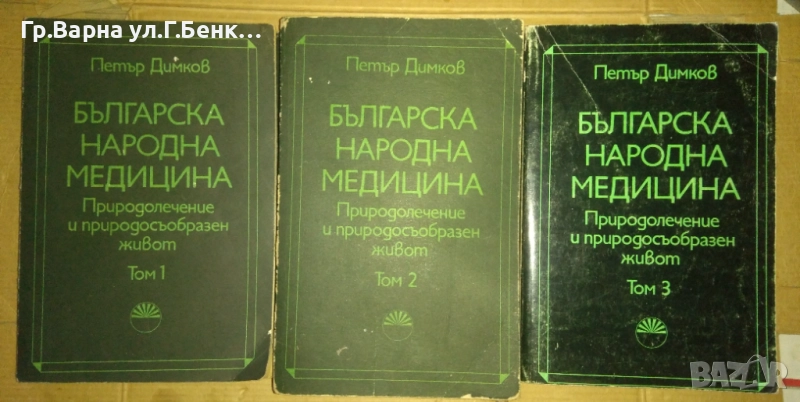 Гр.Варна ул.Г.Бенк...
Петър Димков
БЪЛГАРСКА
НАРОДНА
МЕДИЦИНА
Природолечение
и природосъобразен
живот
Том 1
Петър Димков
БЪЛГАРСКА
НАРОДНА
МЕДИЦИНА
Природолечение
и природосъобразен
живот
Том 2
Петър Димков
БЪЛГАРСКА
НАРОДНА
МЕДИЦИНА
Природолечение
и природосъобразен
живот
Том 3
BAZAR